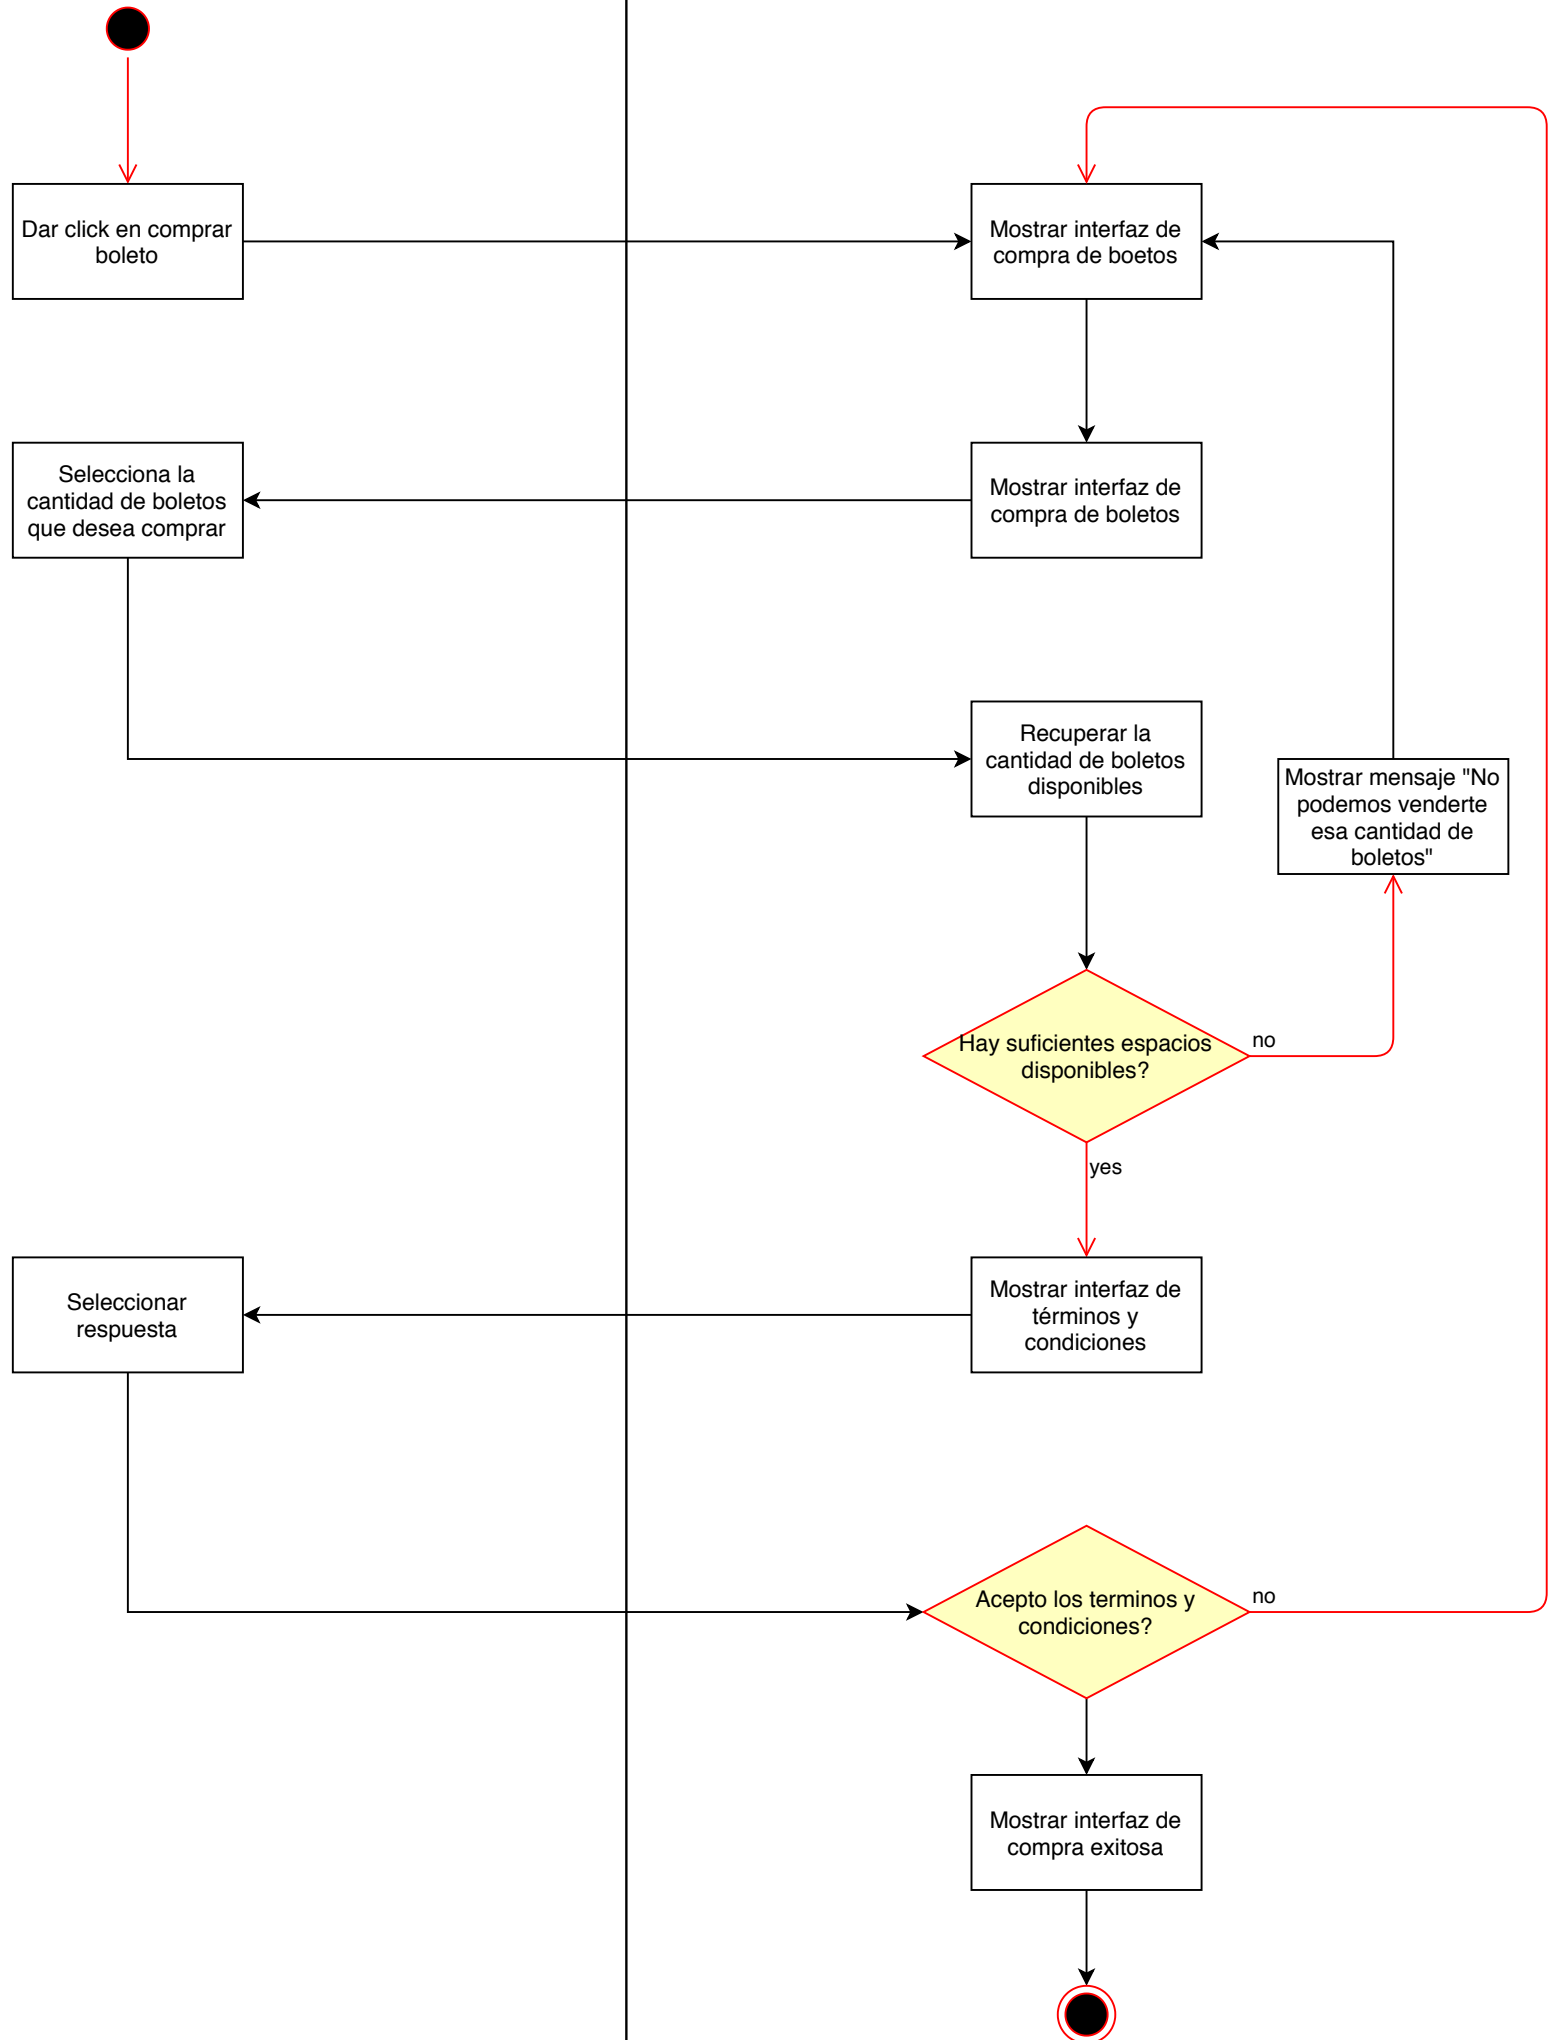 Dar click en comprar
boleto
Mostrar interfaz de
compra de boetos
Selecciona la
cantidad de boletos
que desea comprar
Mostrar interfaz de
compra de boletos
Recuperar la
cantidad de boletos
disponibles
Mostrar mensaje "No
podemos venderte
esa cantidad de
boletos"
Hay suficientes espacios
disponibles?
no
yes
Seleccionar
respuesta
Mostrar interfaz de
términos y
condiciones
Acepto los terminos y
condiciones?
no
Mostrar interfaz de
compra exitosa